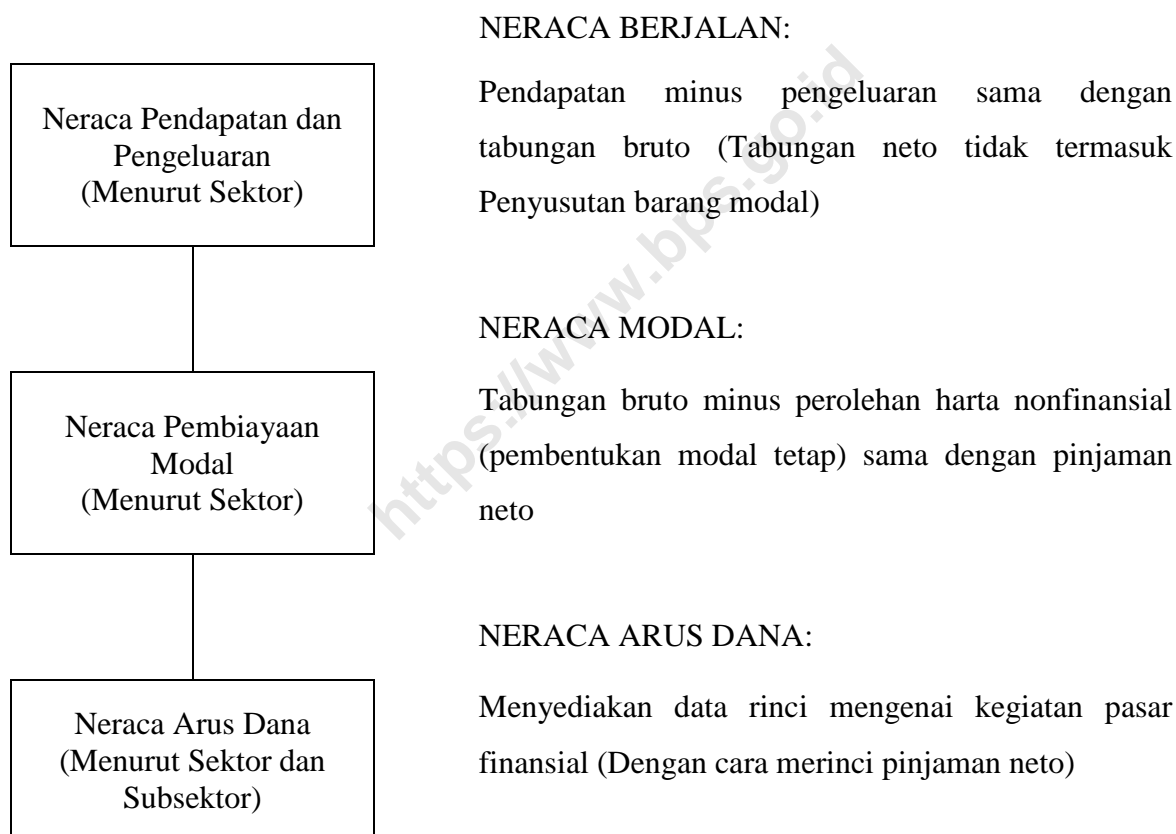 NERACA BERJALAN:
Neraca Pendapatan dan
Pengeluaran
(Menurut Sektor)
Pendapatan minus pengeluaran sama dengan
tabungan bruto (Tabungan neto tidak termasuk
Penyusutan barang modal)
NERACA MODAL:
Neraca Pembiayaan
Modal
(Menurut Sektor)
Tabungan bruto minus perolehan harta nonfinansial
(pembentukan modal tetap) sama dengan pinjaman
neto
NERACA ARUS DANA:
Neraca Arus Dana
(Menurut Sektor dan
Subsektor)
Menyediakan data rinci mengenai kegiatan pasar
finansial (Dengan cara merinci pinjaman neto)
https://www.bps.go.id